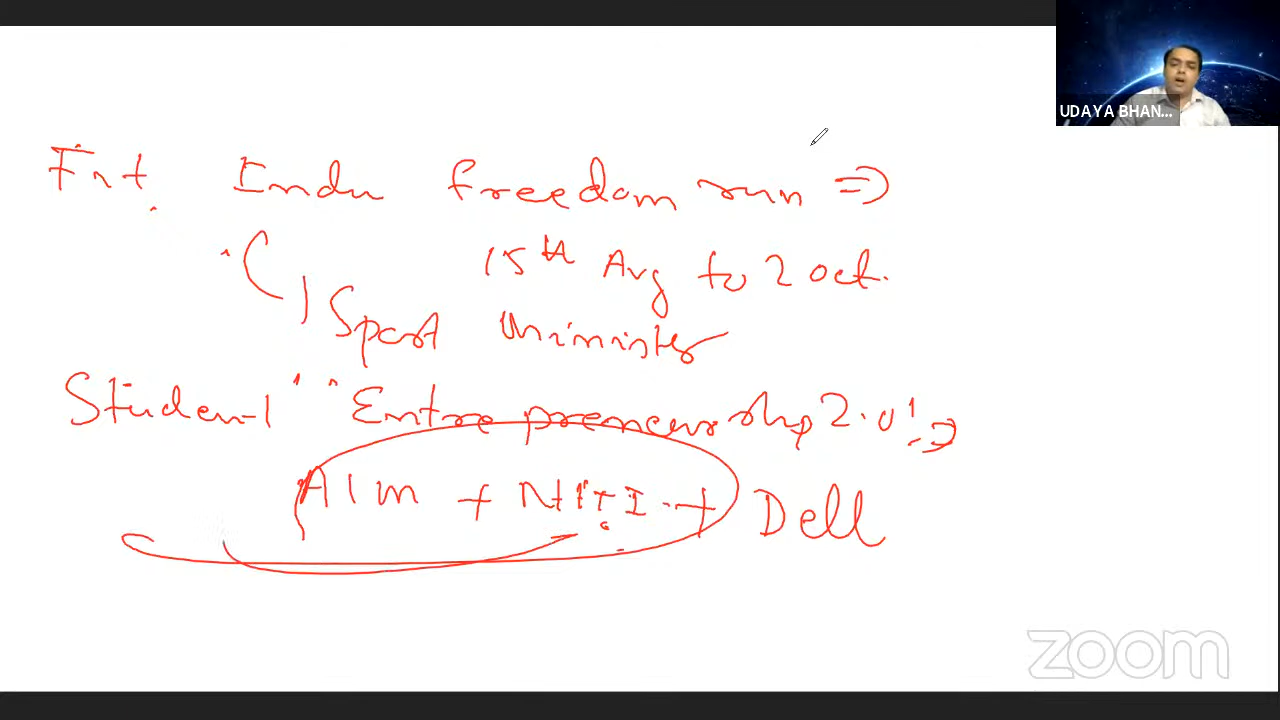 UDAYA BHAN...
Fit India freedom run ⇒
15th Aug to 2 oct.
Sport Minister
Student Entrepreneurship 2.0 ⇒
AIM + NITI + Dell
zoom